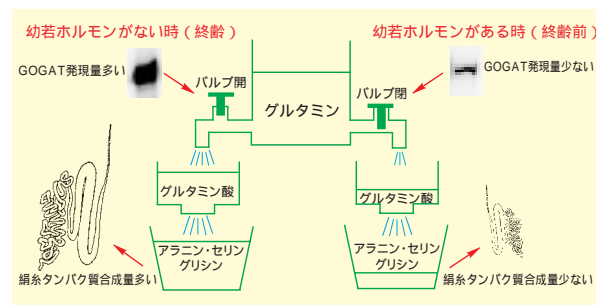 幼若ホルモンがない時（終齢）
幼若ホルモンがある時（終齢前）
GOGAT発現量多い
バルブ開
グルタミン
バルブ閉
GOGAT発現量少ない
グルタミン酸
グルタミン酸
アラニン・セリン
グリシン
アラニン・セリン
グリシン
絹糸タンパク質合成量多い
絹糸タンパク質合成量少ない